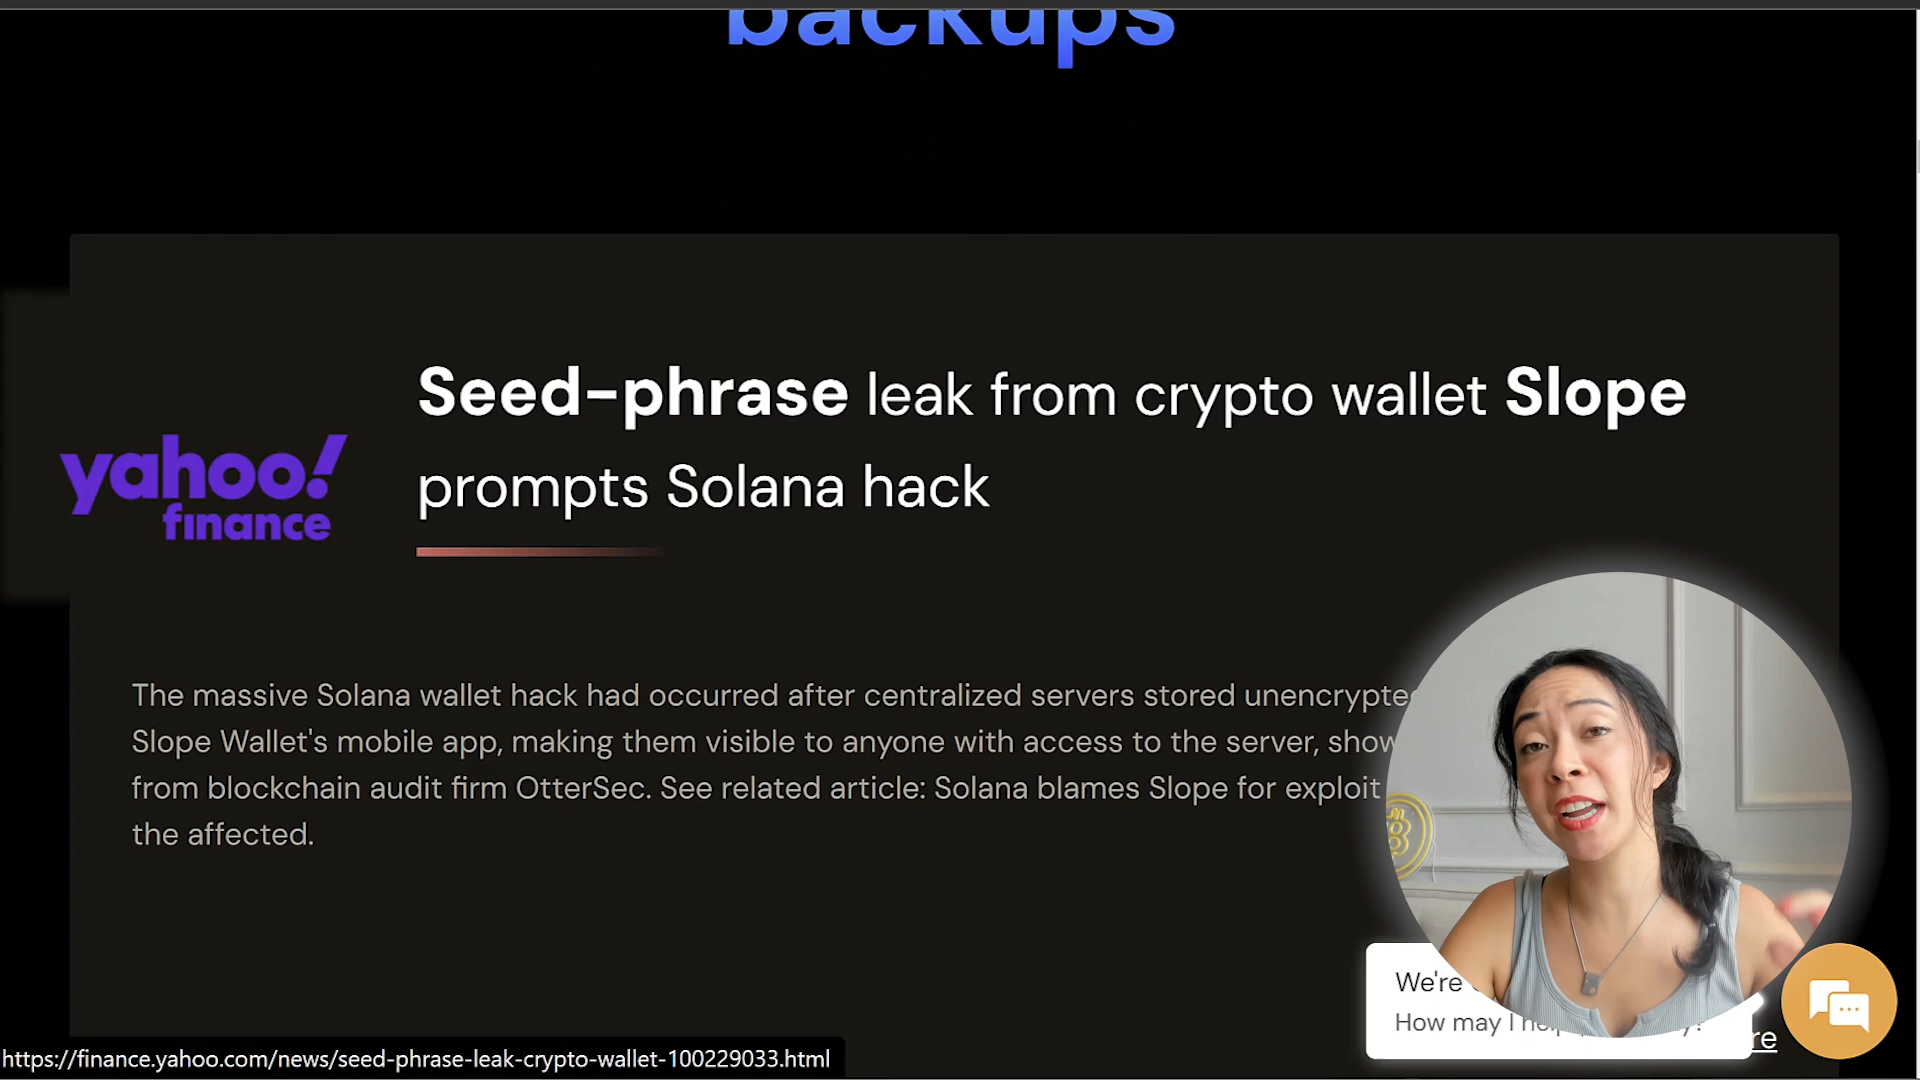 backups
Seed-phrase leak from crypto wallet Slope
prompts Solana hack
yahoo!
finance
The massive Solana wallet hack had occurred after centralized servers stored
Slope Wallet's mobile app, making them visible to anyone with access to the server,
from blockchain audit firm OtterSec. See related article: Solana blames Slope for exploit
the affected.
We're
How may I
https://finance.yahoo.com/news/seed-phrase-leak-crypto-wallet-100229033.html